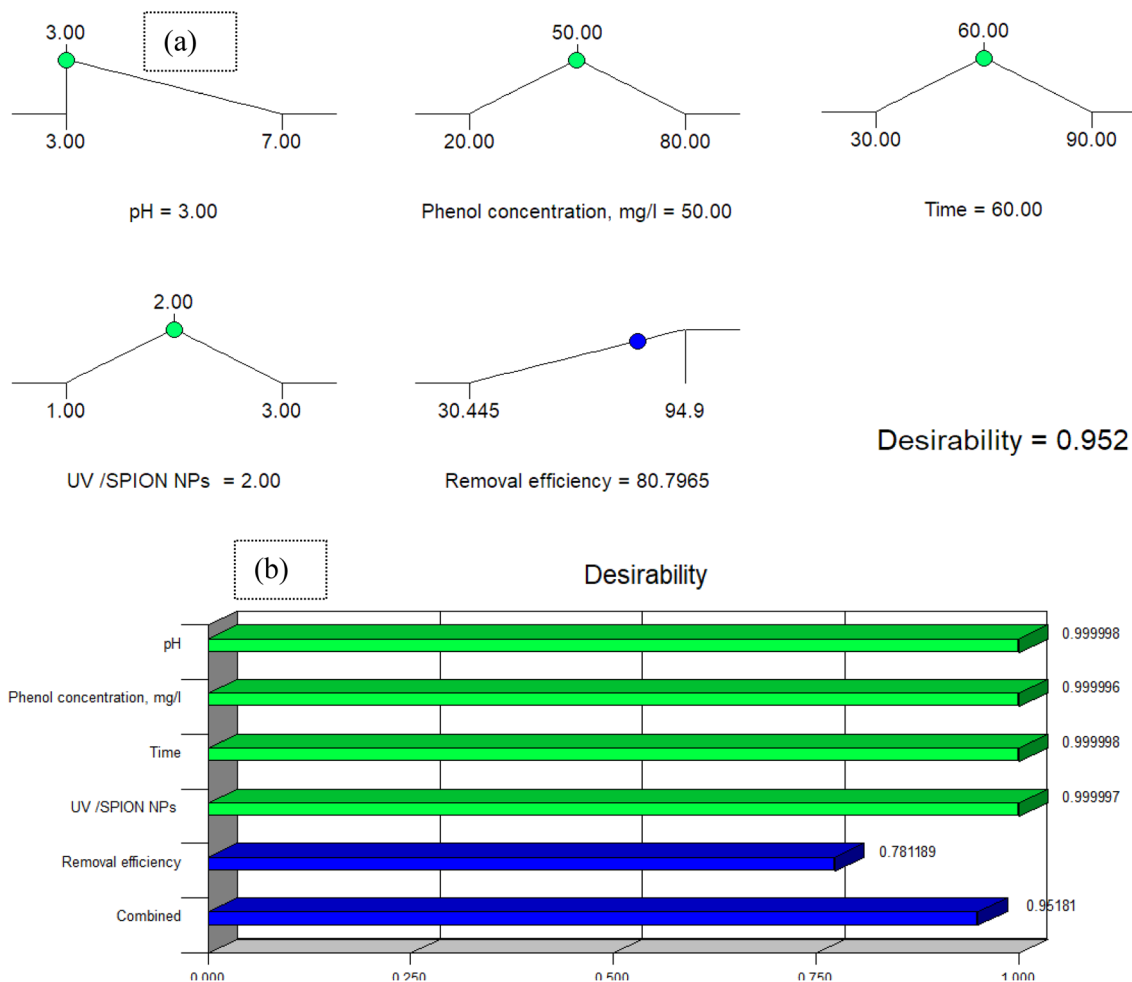 3.00
(a)
50.00
60.00
3.00
7.00
20.00
80.00
30.00
90.00
pH = 3.00
Phenol concentration, mg/l = 50.00
Time = 60.00
2.00
1.00
3.00
30.445
94.9
Desirability = 0.952
UV /SPION NPs = 2.00
Removal efficiency = 80.7965
(b)
Desirability
pH
0.999998
Phenol concentration, mg/l
0.999996
Time
0.999998
UV /SPION NPs
0.999997
Removal efficiency
0.781189
Combined
0.95181
0.000
0.250
0.500
0.750
1.000